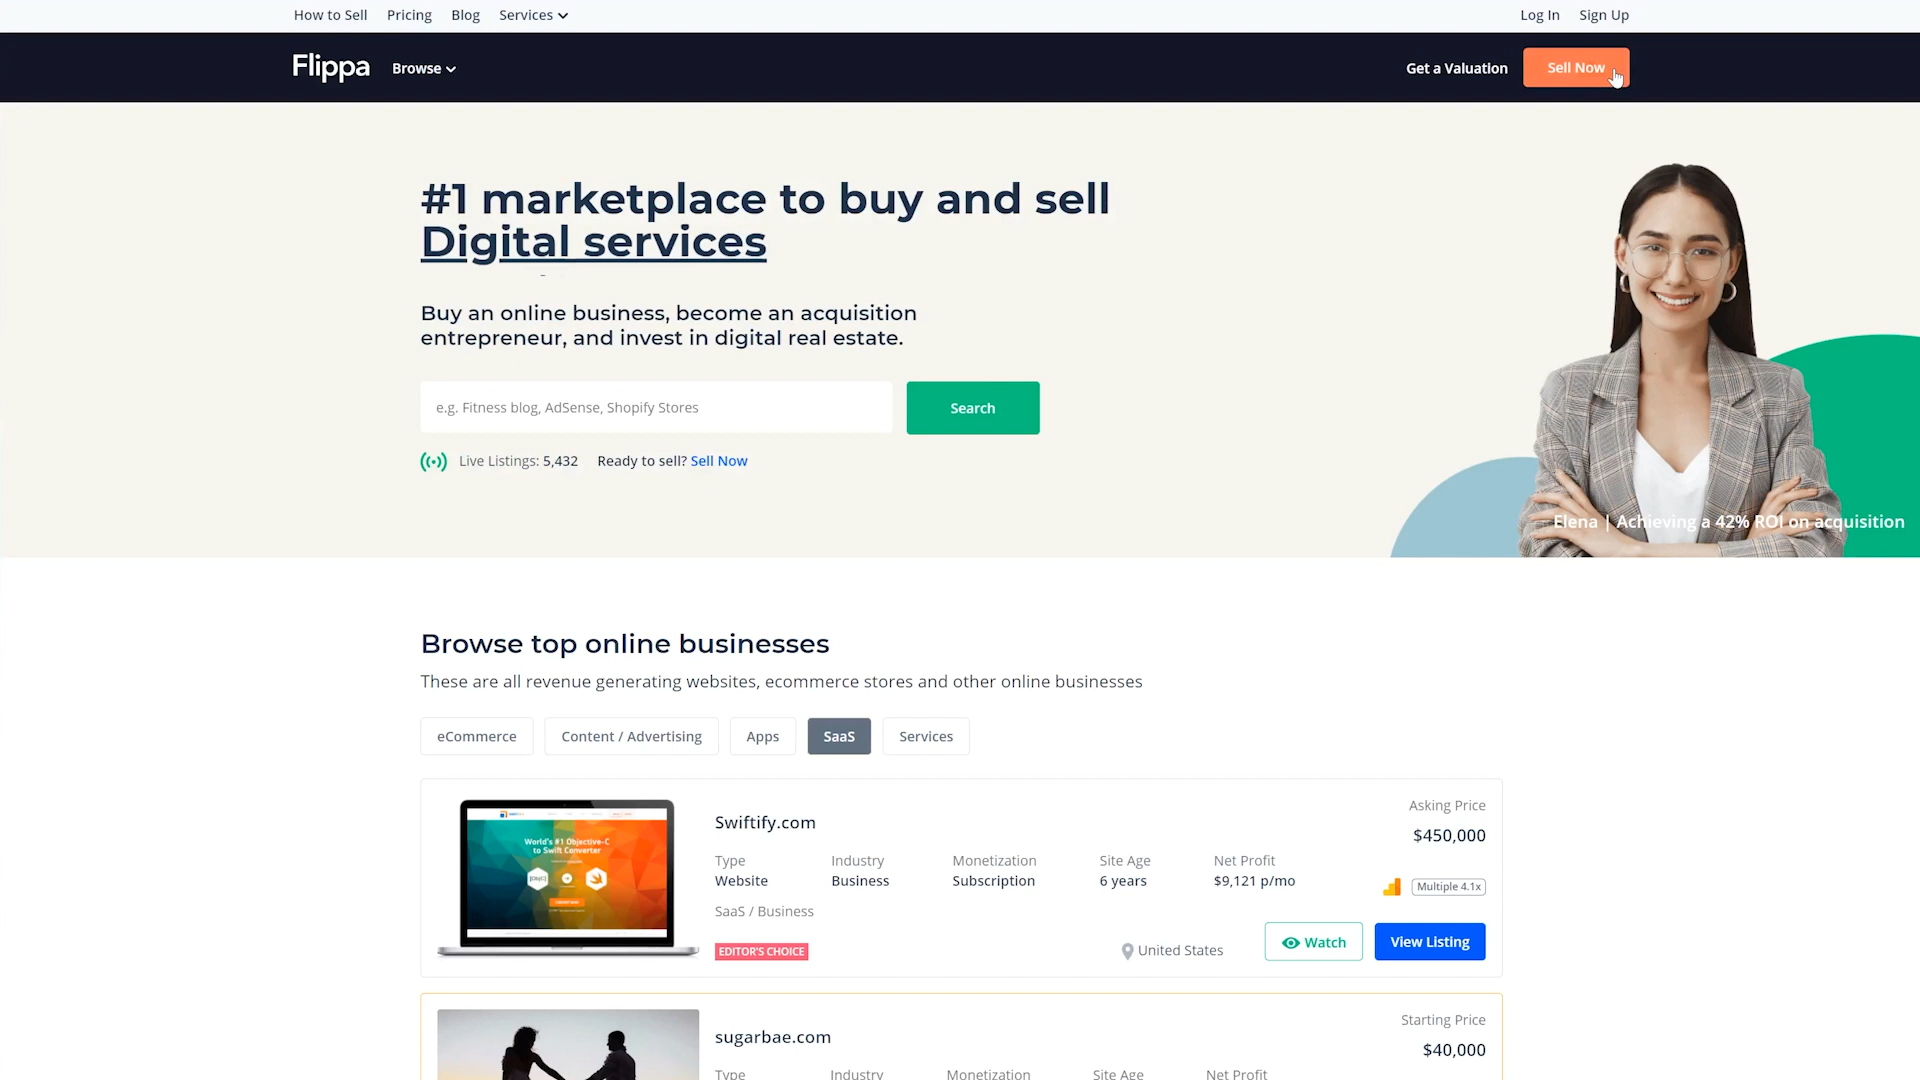 How to Sell Pricing Blog Services Log In Sign Up
Flippa Browse Get a Valuation Sell Now
#1 marketplace to buy and sell
Digital services
Buy an online business, become an acquisition
entrepreneur, and invest in digital real estate.
e.g. Fitness blog, AdSense, Shopify Stores Search
Live Listings: 5,432 Ready to sell? Sell Now
Elena | Achieving a 42% ROI on acquisition
Browse top online businesses
These are all revenue generating websites, ecommerce stores and other online businesses
eCommerce Content / Advertising Apps SaaS Services
World's #1 Objective-C
to Swift Converter
Swiftify.com
Asking Price
$450,000
Type Industry Monetization Site Age Net Profit
Website Business Subscription 6 years $9,121 p/mo
Multiple 4.1x
SaaS / Business
EDITOR'S CHOICE United States Watch View Listing
sugarbae.com
Starting Price
$40,000
Type Industry Monetization Site Age Net Profit